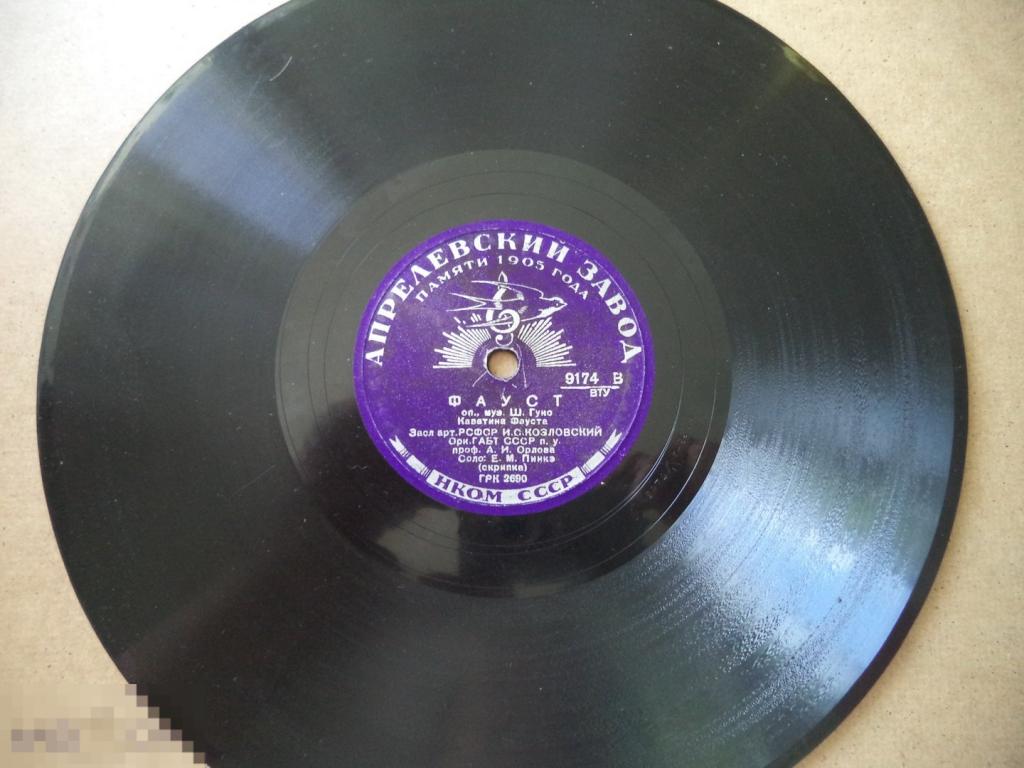 АПРЕЛЕВСКИЙ ЗАВОД
ПАМЯТИ 1905 ГОДА
9174 В
ВТУ
ФАУСТ
оп., муз. Ш. Гуно
Каватина Фауста
Засл арт. РСФСР И.С.КОЗЛОВСКИЙ
Орк. ГАБТ СССР п. у.
проф. А. И. Орлова
Соло: Е. М. Пинкэ
(скрипка)
ГРК 2690
НКОМ СССР